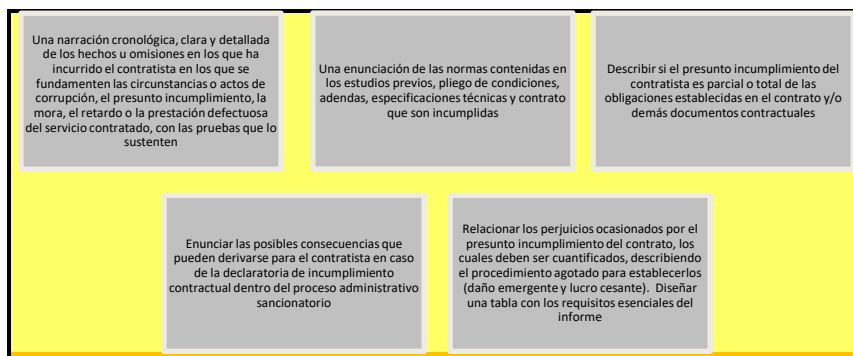 Una narración cronológica, clara y detallada
de los hechos u omisiones en los que ha
incurrido el contratista en los que se
fundamenten las circunstancias o actos de
corrupción, el presunto incumplimiento, la
mora, el retardo o la prestación defectuosa
del servicio contratado, con las pruebas que lo
sustenten
Una enunciación de las normas contenidas en
los estudios previos, pliego de condiciones,
adendas, especificaciones técnicas y contrato
que son incumplidas
Describir si el presunto incumplimiento del
contratista es parcial o total de las
obligaciones establecidas en el contrato y/o
demás documentos contractuales
Enunciar las posibles consecuencias que
pueden derivarse para el contratista en caso
de la declaratoria de incumplimiento
contractual dentro del proceso administrativo
sancionatorio
Relacionar los perjuicios ocasionados por el
presunto incumplimiento del contrato, los
cuales deben ser cuantificados, describiendo
el procedimiento agotado para establecerlos
(daño emergente y lucro cesante). Diseñar
una tabla con los requisitos esenciales del
informe